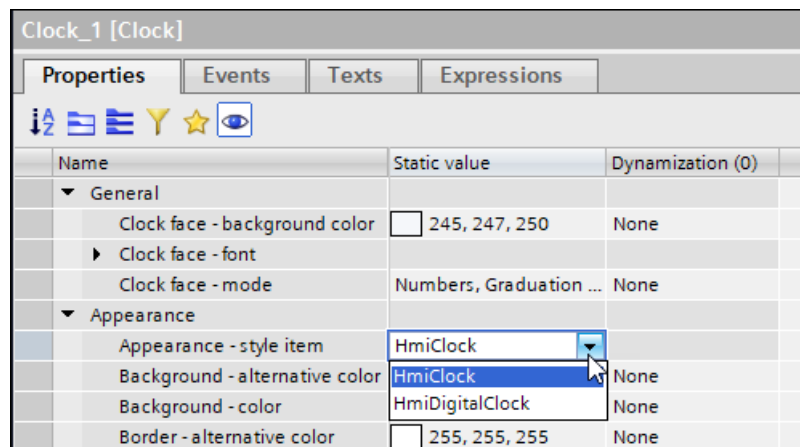 Clock_1 [Clock]
Properties Events Texts Expressions
Name Static value Dynamization (0)
General
Clock face - background color 245, 247, 250 None
Clock face - font
Clock face - mode Numbers, Graduation ... None
Appearance
Appearance - style item HmiClock
Background - alternative color HmiClock None
Background - color HmiDigitalClock None
Border - alternative color 255, 255, 255 None